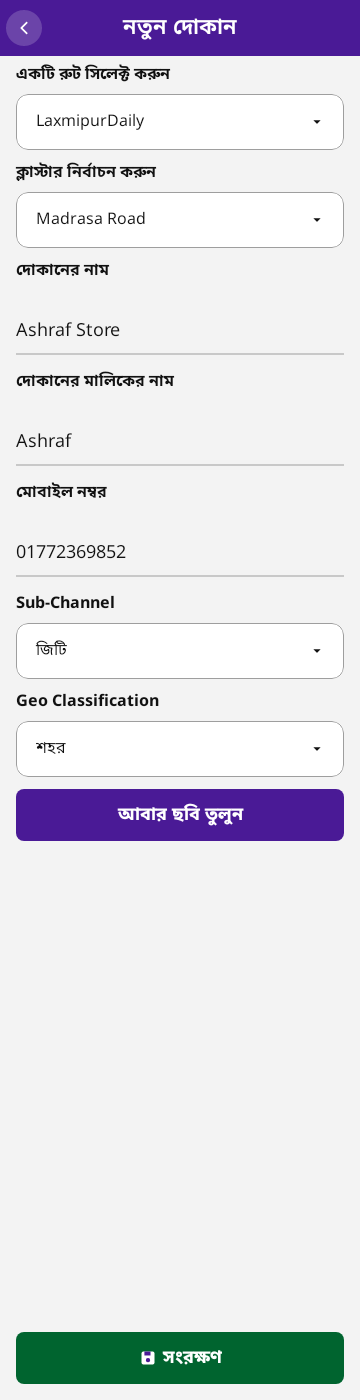 নতুন দোকান
একটি রুট সিলেক্ট করুন
LaxmipurDaily
ক্লাস্টার নির্বাচন করুন
Madrasa Road
দোকানের নাম
Ashraf Store
দোকানের মালিকের নাম
Ashraf
মোবাইল নম্বর
01772369852
Sub-Channel
জিটি
Geo Classification
শহর
আবার ছবি তুলুন
সংরক্ষণ